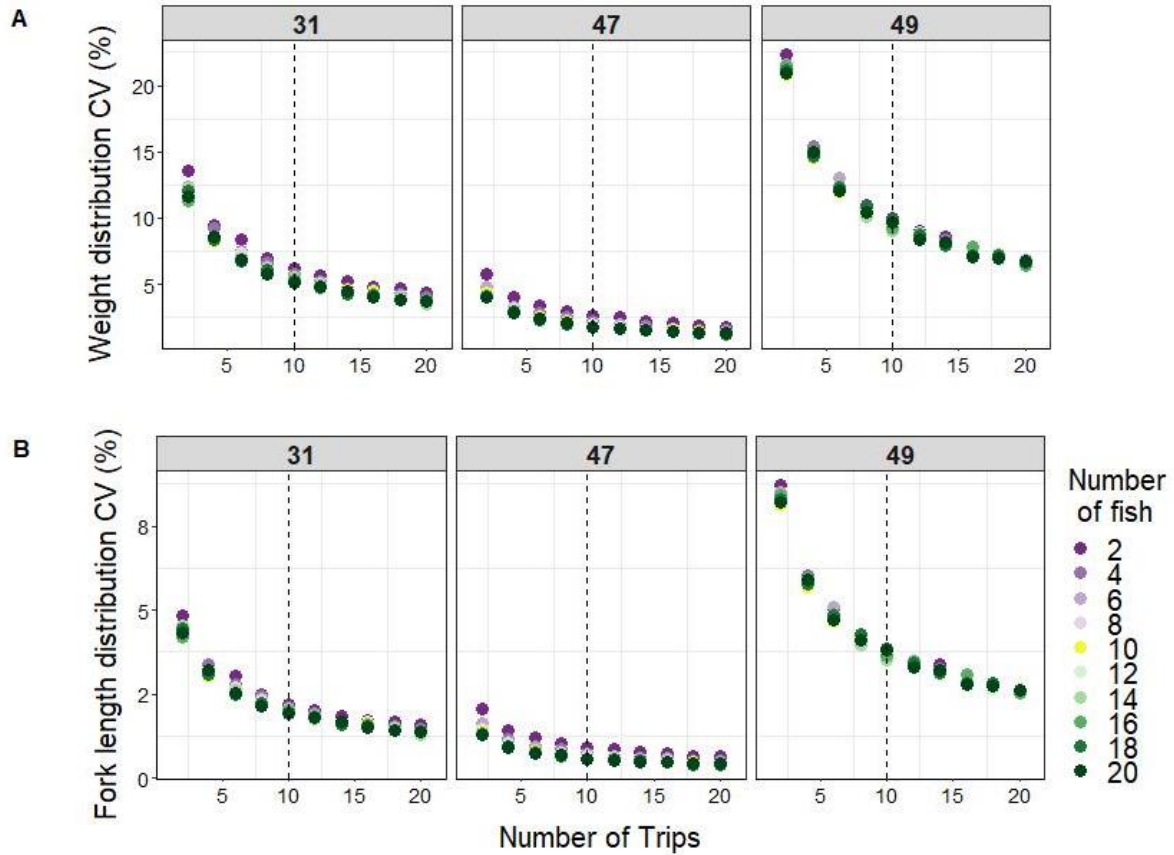 A
31 47 49
Weight distribution CV (%)
20
15
10
5
5 10 15 20 5 10 15 20 5 10 15 20
B
31 47 49
Fork length distribution CV (%)
8
5
2
0
5 10 15 20 5 10 15 20 5 10 15 20
Number of Trips
Number
of fish
2
4
6
8
10
12
14
16
18
20